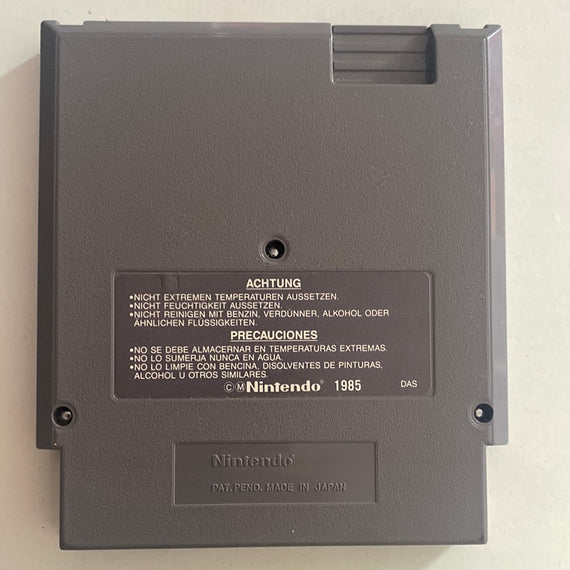 ACHTUNG
•NICHT EXTREMEN TEMPERATUREN AUSSETZEN.
•NICHT FEUCHTIGKEIT AUSSETZEN,
•NICHT REINIGEN MIT BENZIN, VERDÜNNER, ALKOHOL ODER
ÄHNLICHEN FLÜSSIGKEITEN.
PRECAUCIONES
•NO SE DEBE ALMACERNAR EN TEMPERATURAS EXTREMAS.
•NO LO SUMERJA NUNCA EN AGUA.
•NO LO LIMPIE CON BENCINA, DISOLVENTES DE PINTURAS,
ALCOHOL U OTROS SIMILARES.
©Ⓜ Nintendo® 1985 DAS
Nintendo®
PAT. PEND. MADE IN JAPAN